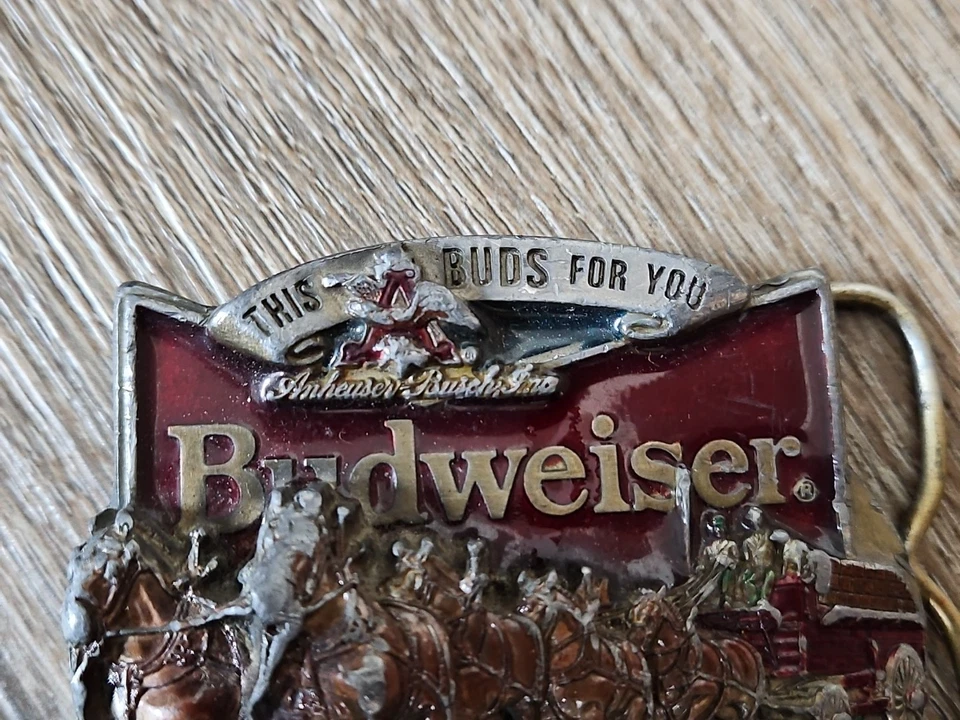 THIS BUDS FOR YOU
A
®
Anheuser-Busch, Inc
Budweiser®